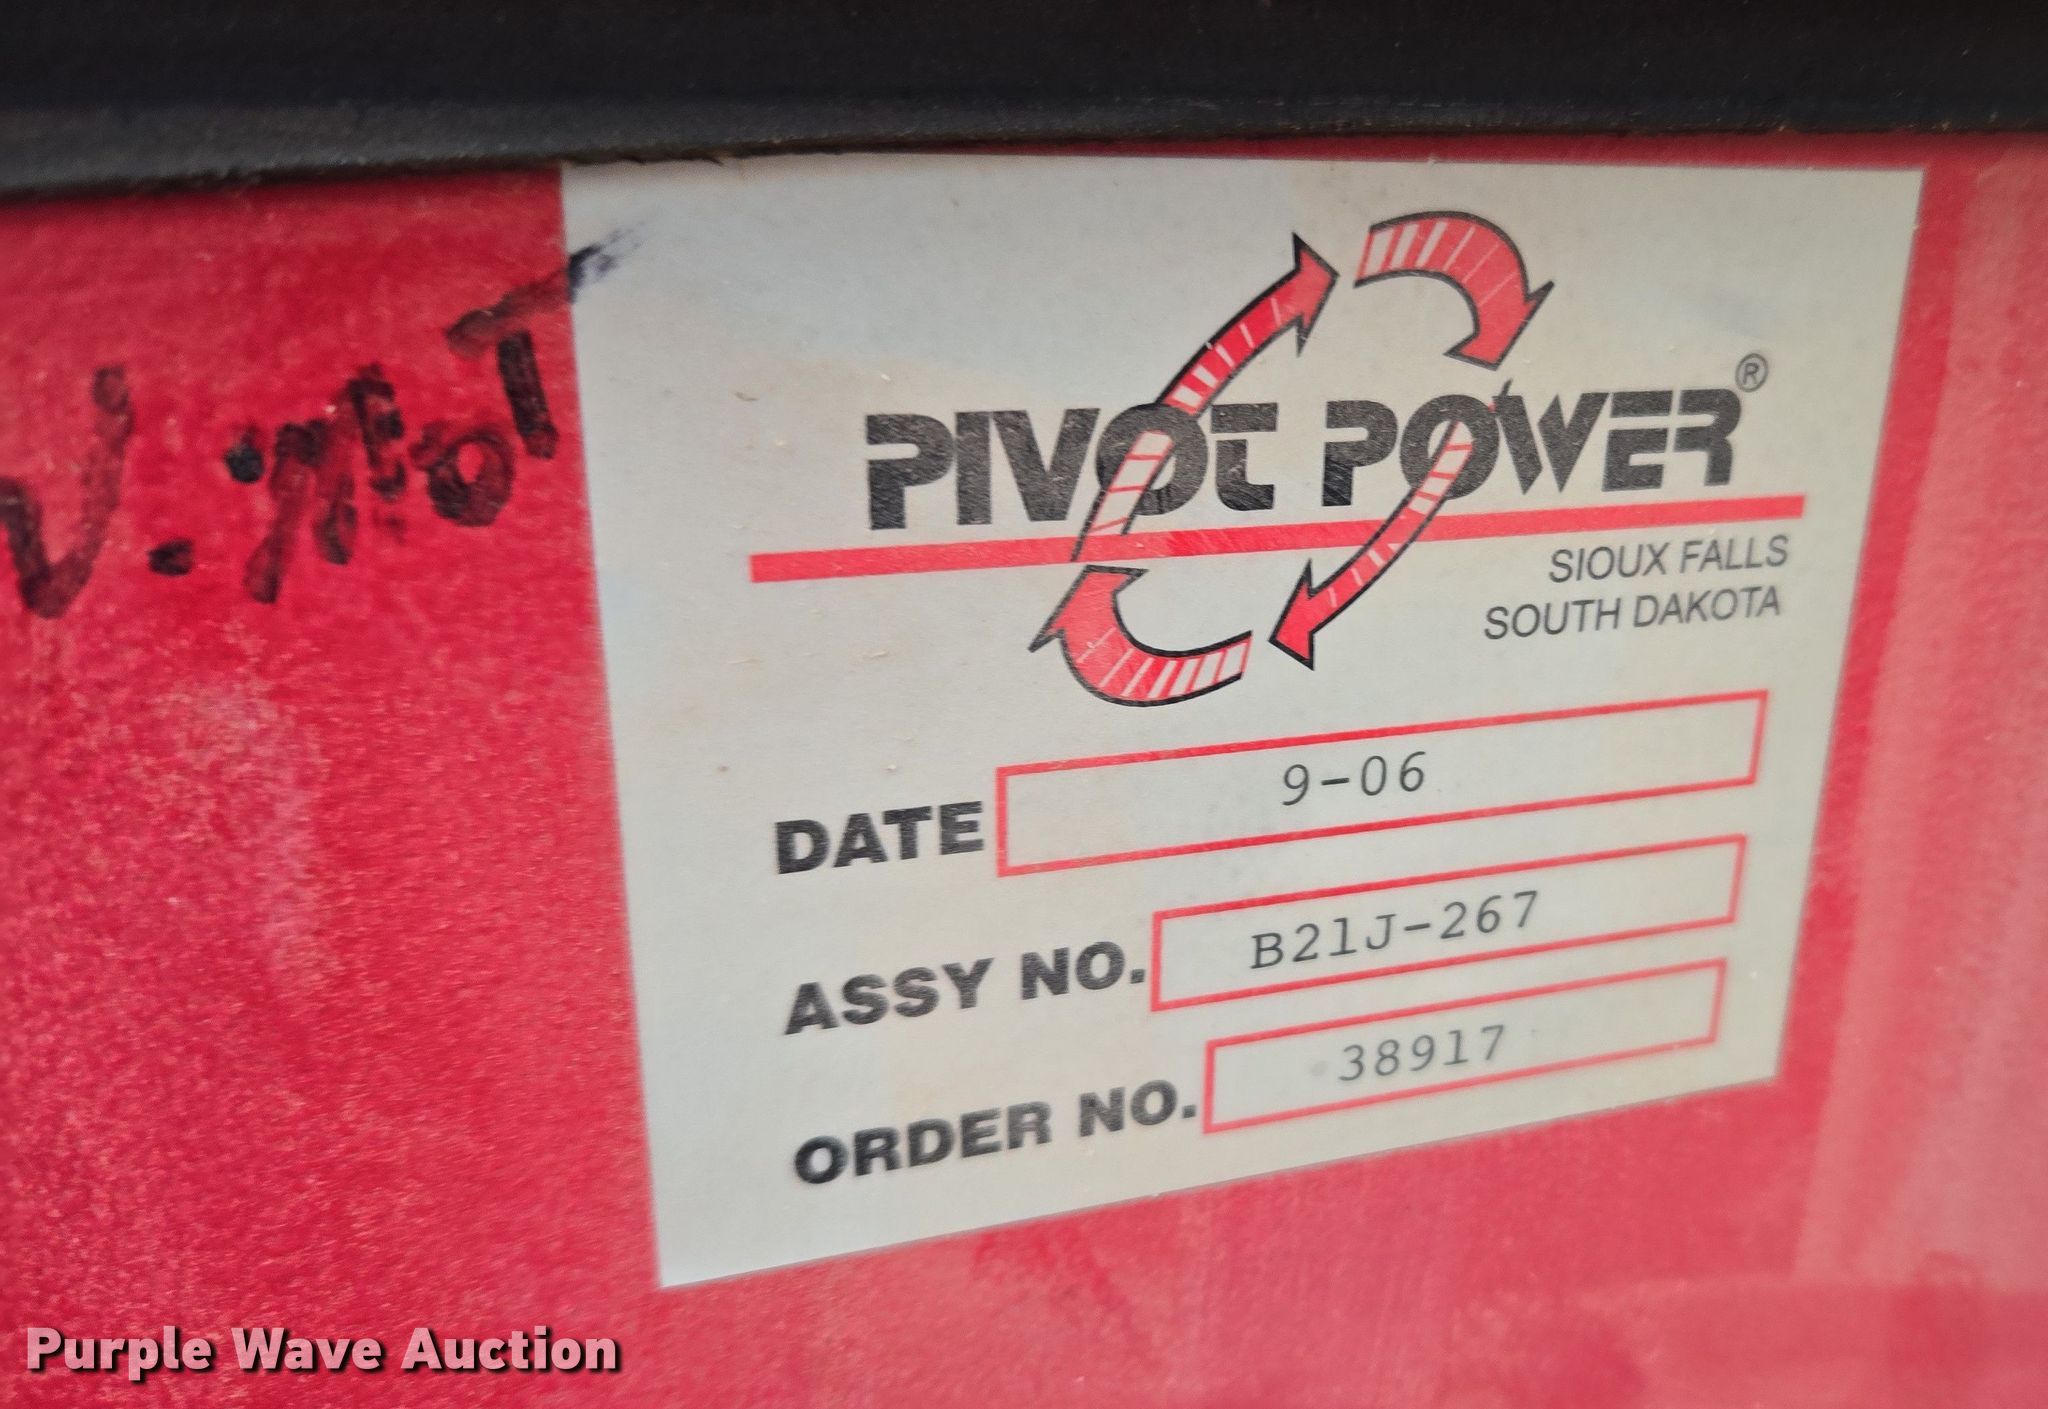 PIVOT POWER®
SIOUX FALLS
SOUTH DAKOTA
DATE 9-06
ASSY NO. B21J-267
ORDER NO. 38917
Purple Wave Auction